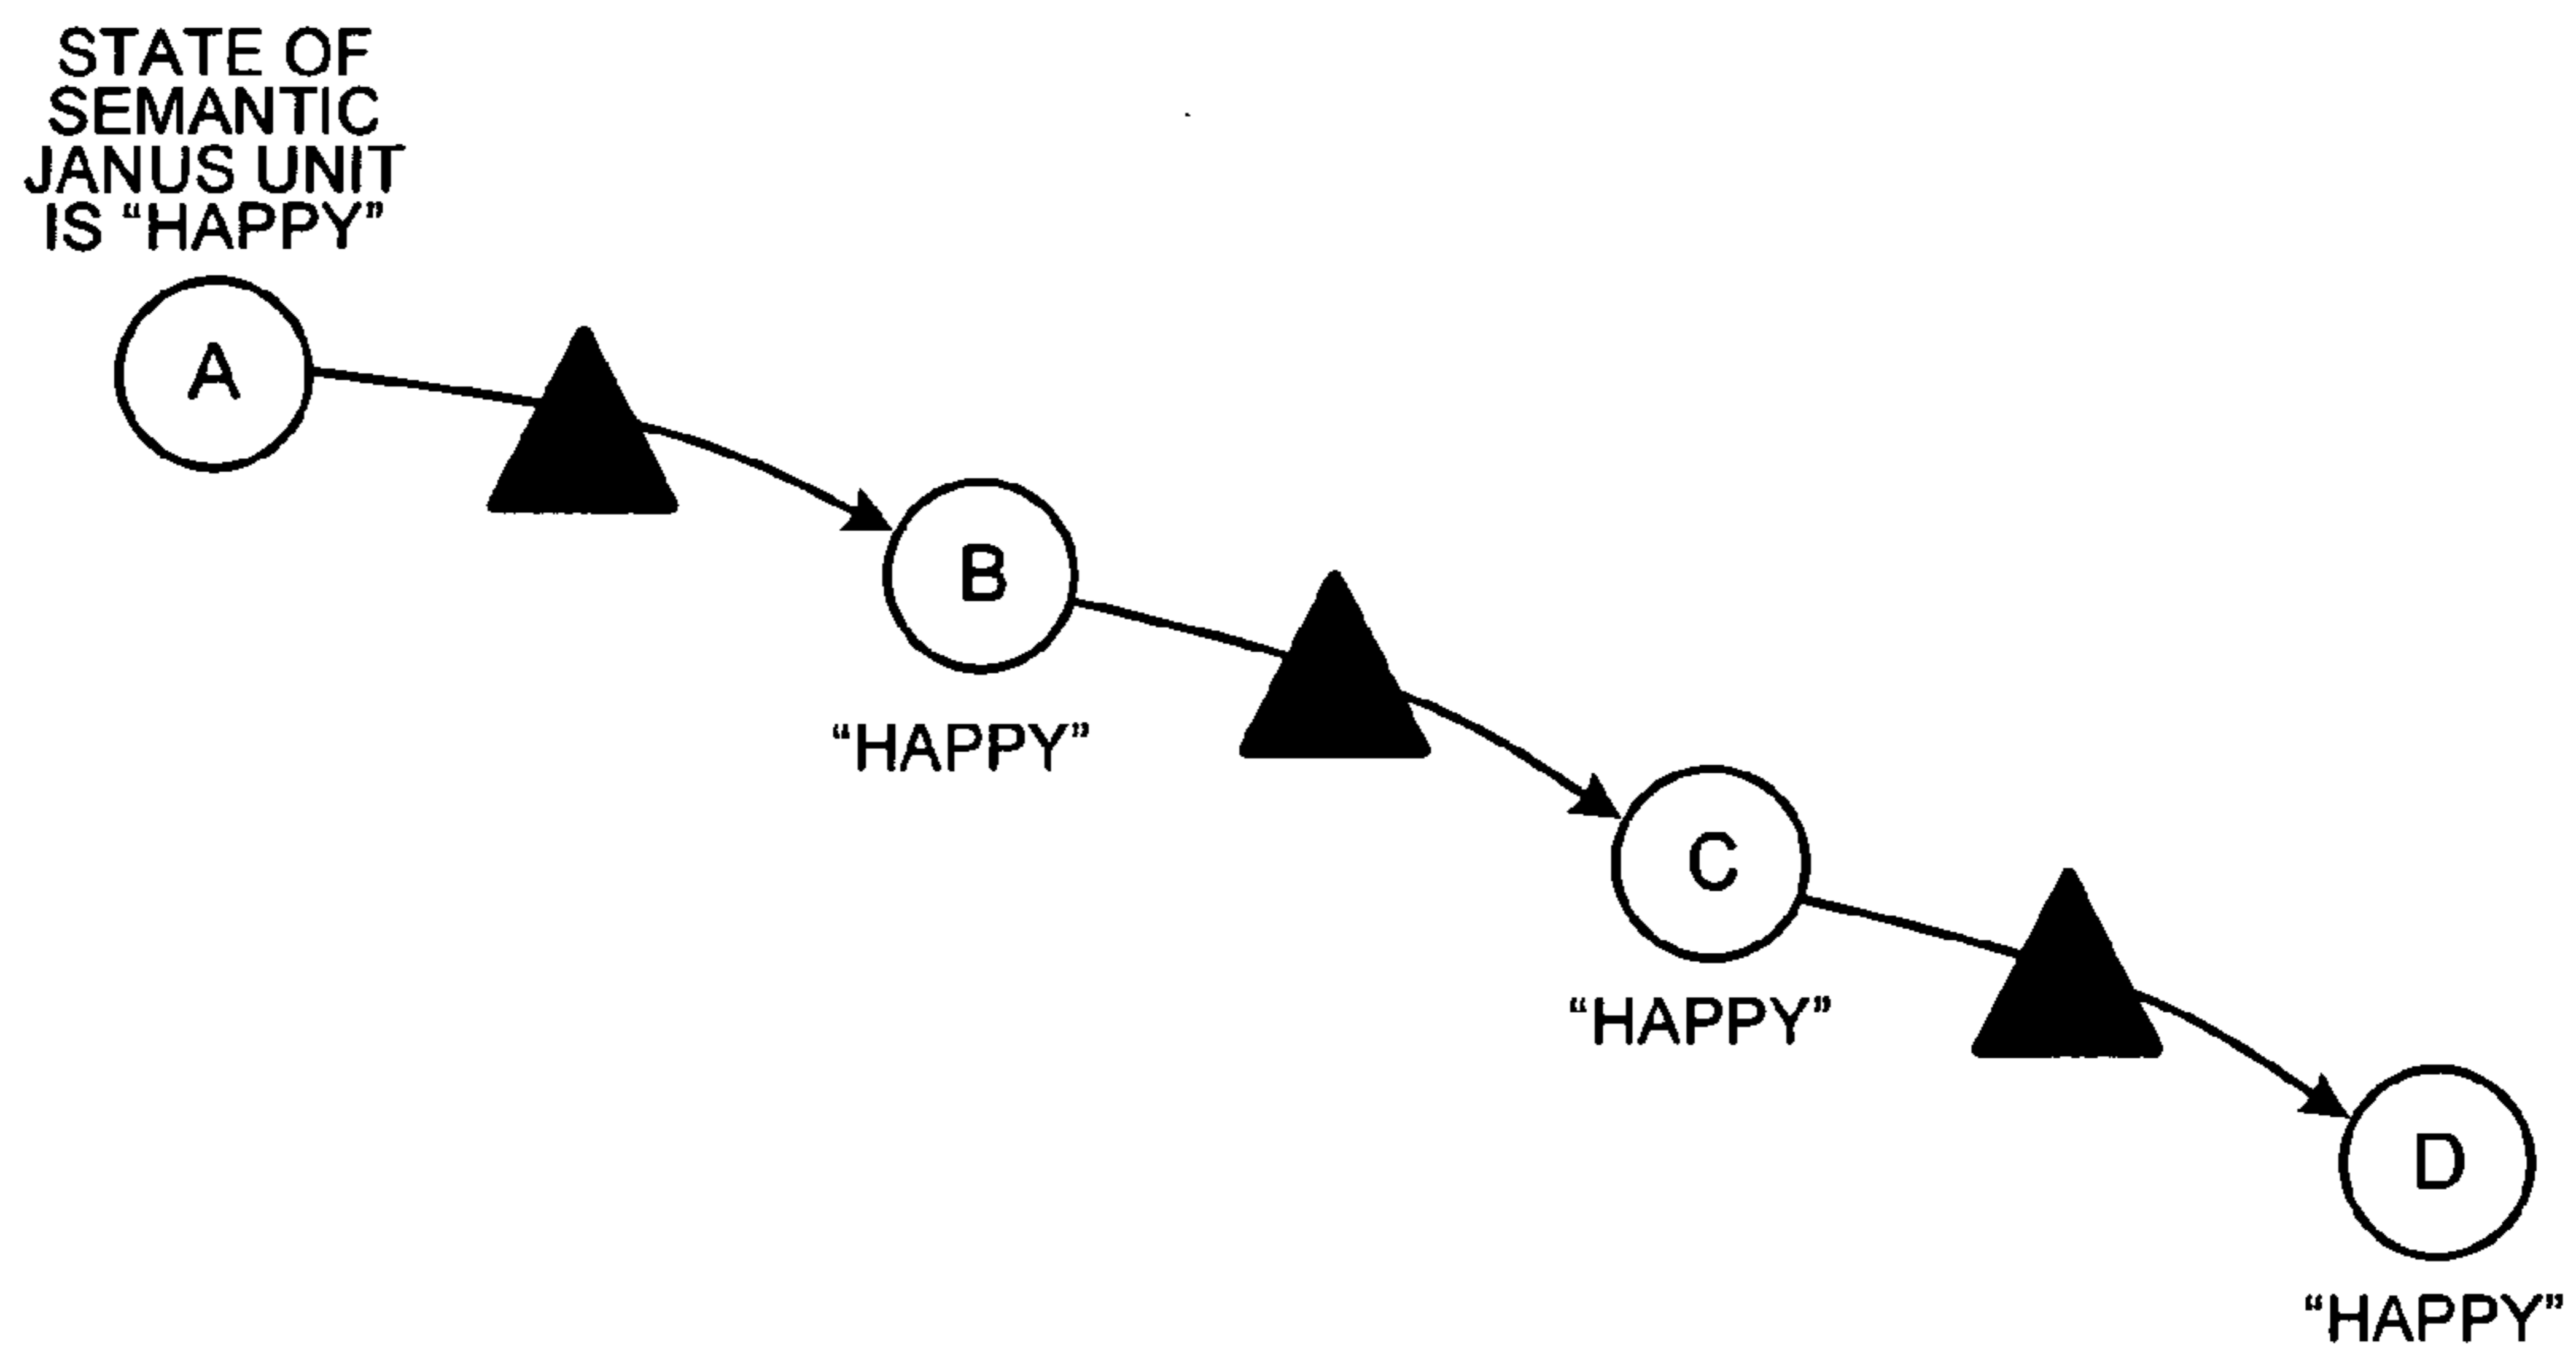 STATE OF
SEMANTIC
JANUS UNIT
IS “HAPPY”
A
B
“HAPPY”
C
“HAPPY”
D
“HAPPY”